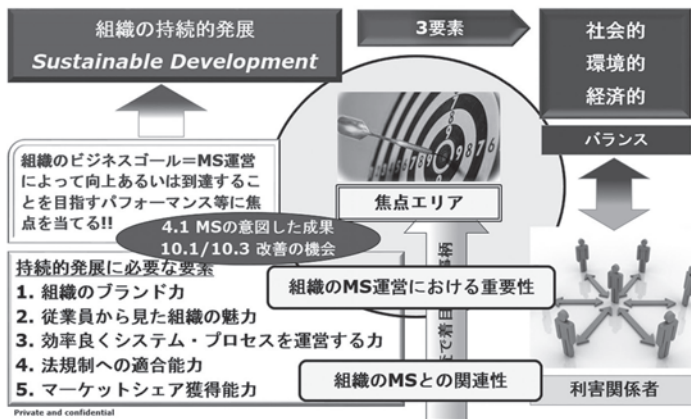 組織の持続的発展
Sustainable Development
3要素
社会的
環境的
経済的
バランス
組織のビジネスゴール=MS運営
によって向上あるいは到達するこ
とを目指すパフォーマンス等に焦
点を当てる!!
焦点エリア
4.1 MSの意図した成果
10.1/10.3 改善の機会
持続的発展に必要な要素
1. 組織のブランド力
2. 従業員から見た組織の魅力
3. 効率良くシステム・プロセスを運営する力
4. 法規制への適合能力
5. マーケットシェア獲得能力
組織のMS運営における重要性
で着目
組織のMSとの関連性
利害関係者
Private and confidential